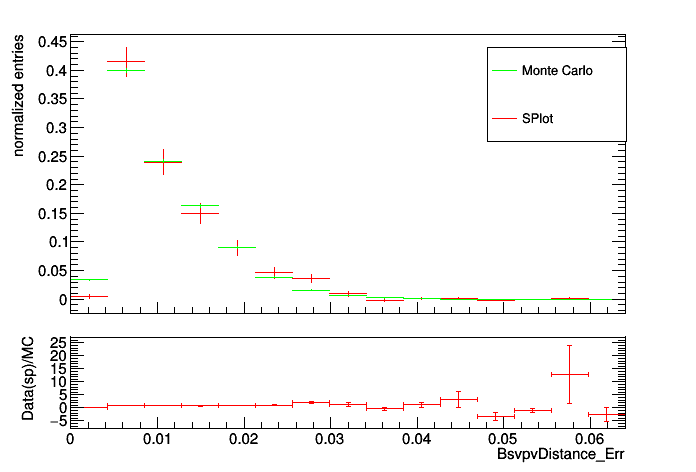 normalized entries
0.45
0.4
0.35
0.3
0.25
0.2
0.15
0.1
0.05
0
Monte Carlo
SPlot
Data(sp)/MC
25
20
15
10
5
0
−5
0 0.01 0.02 0.03 0.04 0.05 0.06
BsvpvDistance_Err